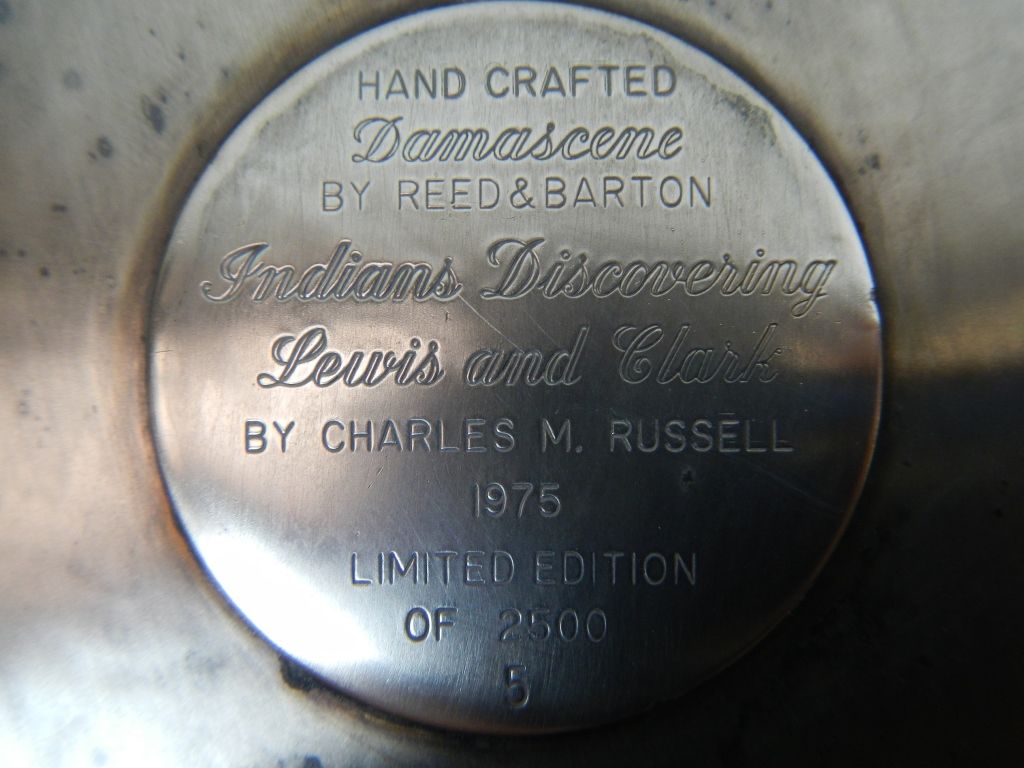 HAND CRAFTED
Damascene
BY REED & BARTON
Indians Discovering
Lewis and Clark
BY CHARLES M. RUSSELL
1975
LIMITED EDITION
OF 2500
5